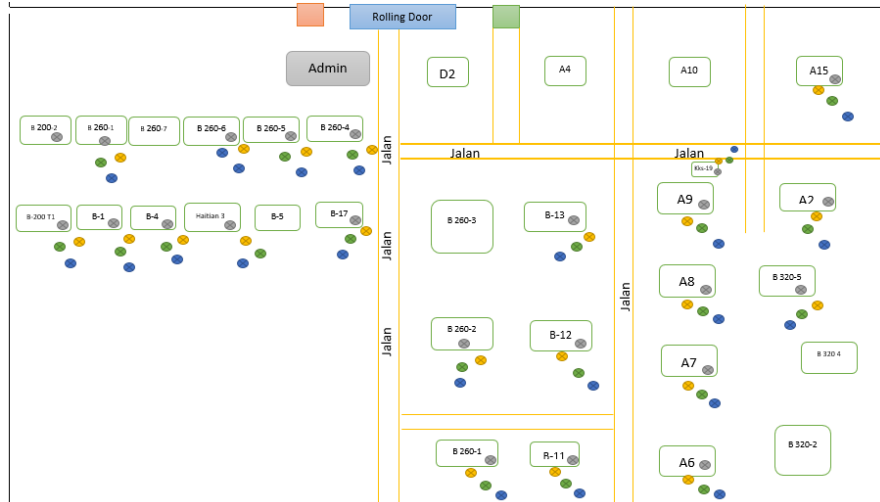 Rolling Door
Admin
D2
A4
A10
A15
B 200-2
B 260-1
B 260-7
B 260-6
B 260-5
B 260-4
Jalan
Jalan
Jalan
Kks-19
B-200 T1
B-1
B-4
Haitian 3
B-5
B-17
Jalan
B 260-3
B-13
A9
A2
Jalan
A8
B 320-5
Jalan
B 260-2
B-12
A7
B 320 4
B 260-1
R-11
A6
B 320-2